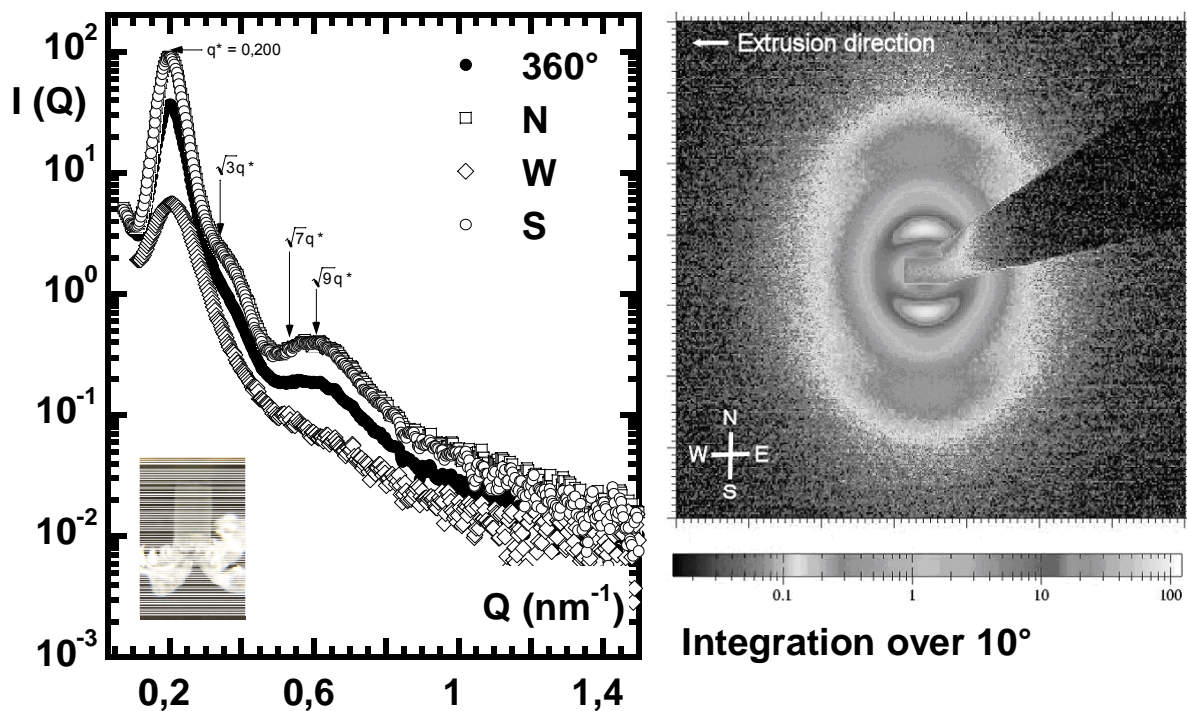 10²
I (Q)
10¹
10⁰
10⁻¹
10⁻²
10⁻³
q* = 0,200
√3q*
√7q*
√9q*
360°
N
W
S
Q (nm⁻¹)
0,2 0,6 1 1,4
Extrusion direction
N
W E
S
0.1 1 10 100
Integration over 10°